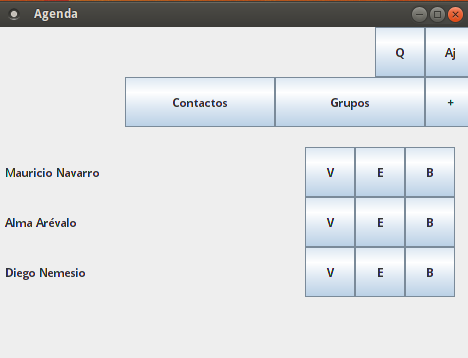 Agenda
Q Aj
Contactos Grupos +
Mauricio Navarro V E B
Alma Arévalo V E B
Diego Nemesio V E B